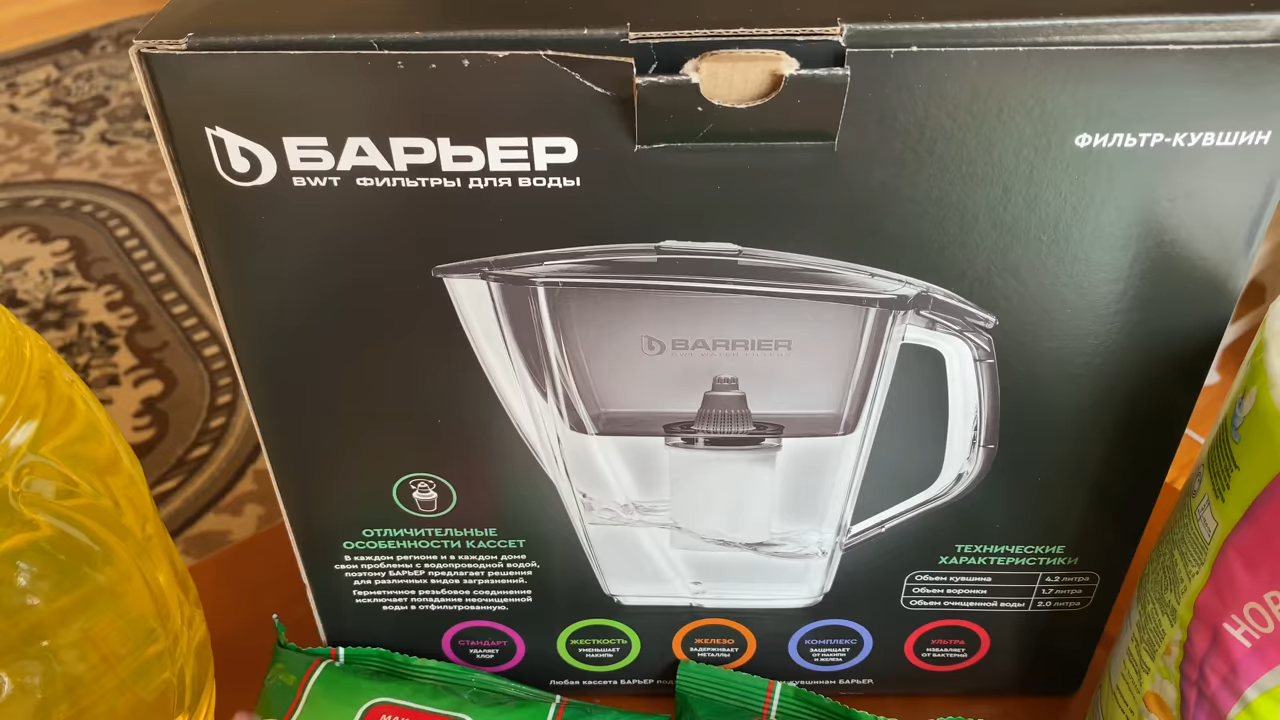 БАРЬЕР
BWT ФИЛЬТРЫ ДЛЯ ВОДЫ
ФИЛЬТР-КУВШИН
BARRIER
BWT WATER FILTERS
ОТЛИЧИТЕЛЬНЫЕ
ОСОБЕННОСТИ КАССЕТ
В каждом регионе и в каждом доме
свои проблемы с водопроводной водой,
поэтому БАРЬЕР предлагает решения
для различных видов загрязнений.
Герметичное резьбовое соединение
исключает попадание неочищенной
воды в отфильтрованную.
ТЕХНИЧЕСКИЕ
ХАРАКТЕРИСТИКИ
Объем кувшина 4.2 литра
Объем воронки 1.7 литра
Объем очищенной воды 2.0 литра
СТАНДАРТ
УДАЛЯЕТ
ХЛОР
ЖЕСТКОСТЬ
УМЕНЬШАЕТ
НАКИПЬ
ЖЕЛЕЗО
ЗАДЕРЖИВАЕТ
МЕТАЛЛЫ
КОМПЛЕКС
ЗАЩИЩАЕТ
ОТ НАКИПИ
И ЖЕЛЕЗА
УЛЬТРА
ИЗБАВЛЯЕТ
ОТ БАКТЕРИЙ
Любая кассета БАРЬЕР кувшинам БАРЬЕР.